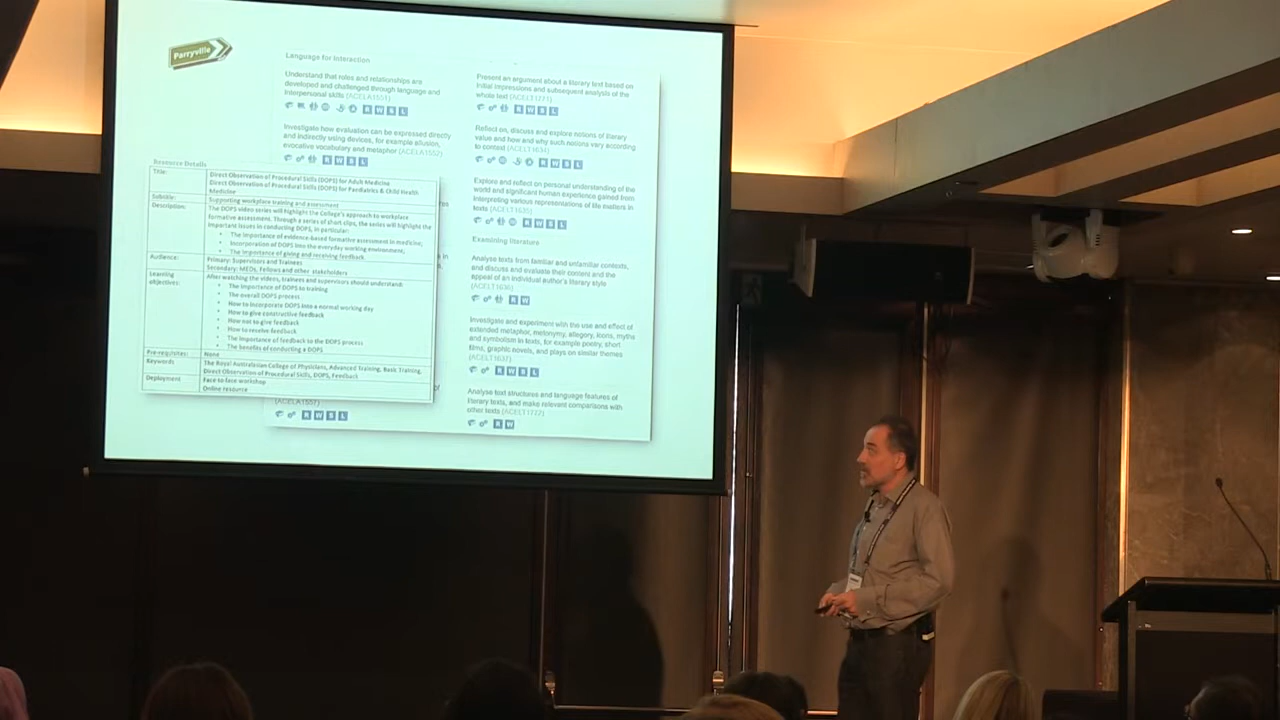 Parryville
Language for Interaction
Understand that roles and relationships are
developed and challenged through language and
interpersonal skills (ACELA1551)
R W S L
Investigate how evaluation can be expressed directly
and indirectly using devices, for example allusion,
evocative vocabulary and metaphor (ACELA1552)
R W S L
(ACELA1557)
R W S L
Present an argument about a literary text based on
initial impressions and subsequent analysis of the
whole text (ACELT1771)
R W S L
Reflect on, discuss and explore notions of literary
value and how and why such notions vary according
to context (ACELT1634)
R W S L
Explore and reflect on personal understanding of the
world and significant human experience gained from
interpreting various representations of life matters in
texts (ACELT1635)
R W S L
Examining literature
Analyse texts from familiar and unfamiliar contexts,
and discuss and evaluate their content and the
appeal of an individual author's literary style
(ACELT1636)
R W
Investigate and experiment with the use and effect of
extended metaphor, metonymy, allegory, icons, myths
and symbolism in texts, for example poetry, short
films, graphic novels, and plays on similar themes
(ACELT1637)
R W S L
Analyse text structures and language features of
literary texts, and make relevant comparisons with
other texts (ACELT1772)
R W
Resource Details
Title: Direct Observation of Procedural Skills (DOPS) for Adult Medicine
Direct Observation of Procedural Skills (DOPS) for Paediatrics & Child Health
Medicine
Subtitle: Supporting workplace training and assessment
Description: The DOPS video series will highlight the College's approach to workplace
formative assessment. Through a series of short clips, the series will highlight the
important issues in conducting DOPS, in particular:
• The importance of evidence-based formative assessment in medicine;
• Incorporation of DOPS into the everyday working environment;
• The importance of giving and receiving feedback.
Audience: Primary: Supervisors and Trainees
Secondary: MEOs, Fellows and other stakeholders
Learning After watching the videos, trainees and supervisors should understand:
objectives: • The importance of DOPS to training
• The overall DOPS process
• How to incorporate DOPS into a normal working day
• How to give constructive feedback
• How not to give feedback
• How to receive feedback
• The importance of feedback to the DOPS process
• The benefits of conducting a DOPS
Pre-requisites: None
Keywords The Royal Australasian College of Physicians, Advanced Training, Basic Training,
Direct Observation of Procedural Skills, DOPS, Feedback
Deployment Face to face workshop
Online resource